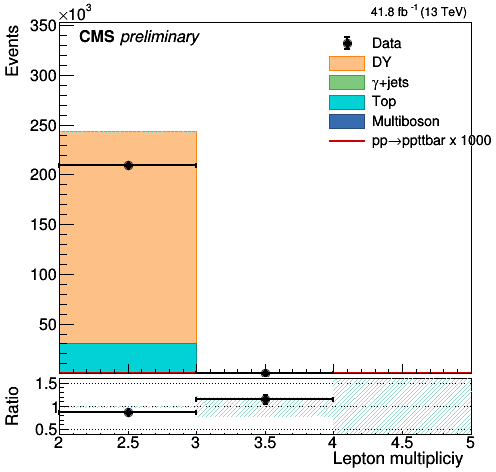 ×10³
41.8 fb⁻¹ (13 TeV)
CMS preliminary
Events
350
300
250
200
150
100
50
Data
DY
γ+jets
Top
Multiboson
pp→ppttbar x 1000
Ratio
1.5
1
0.5
2 2.5 3 3.5 4 4.5 5
Lepton multipliciy